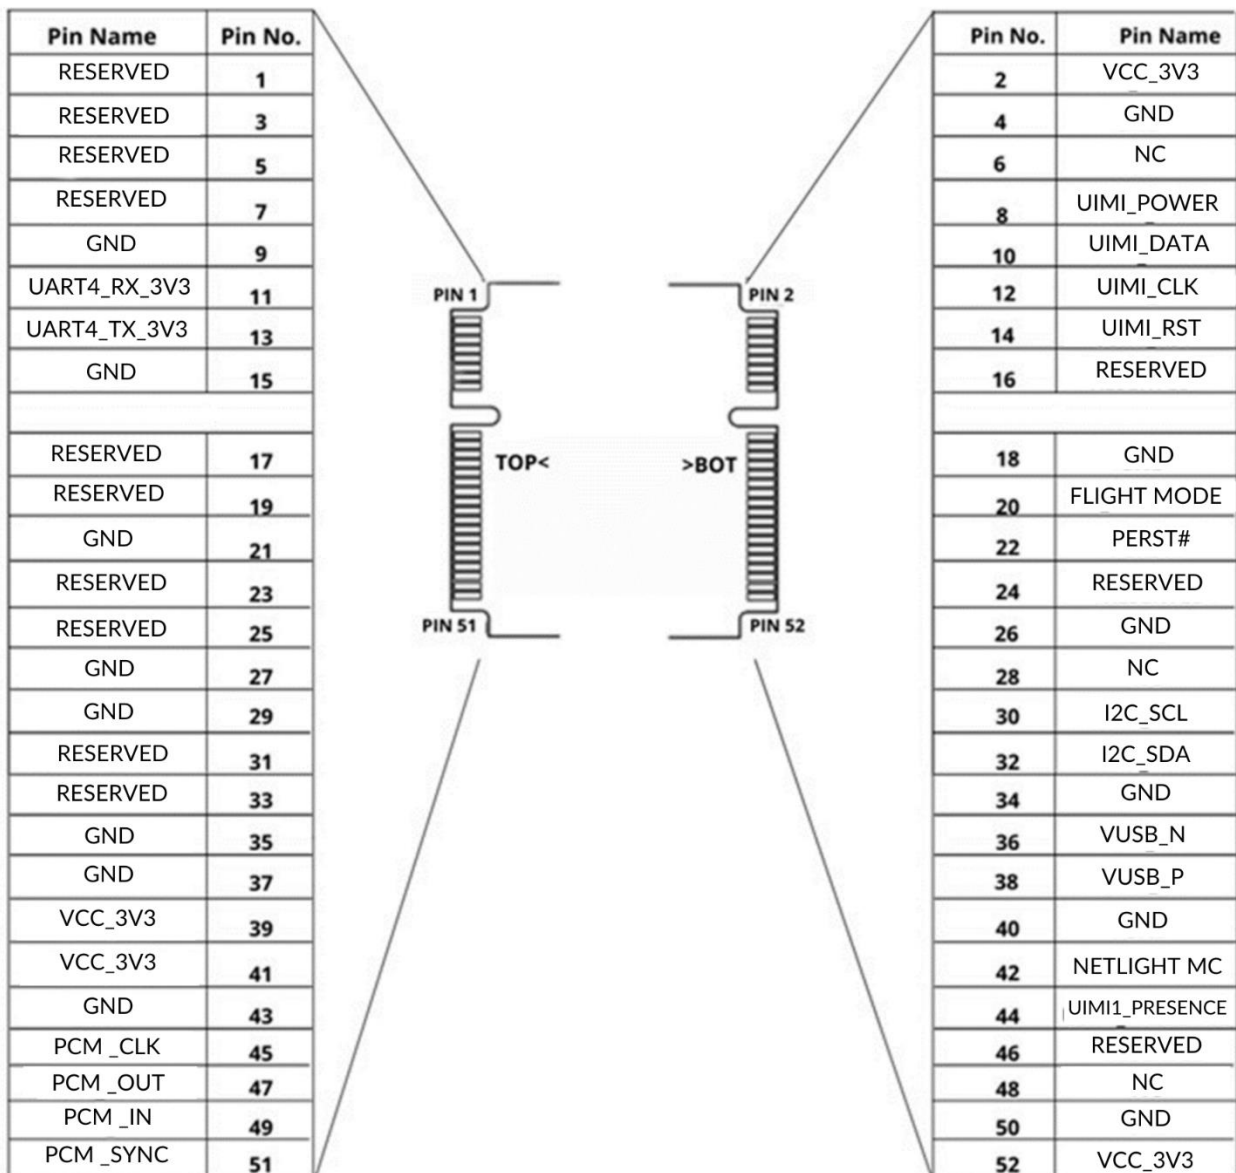 Pin Name Pin No.
RESERVED 1
RESERVED 3
RESERVED 5
RESERVED 7
GND 9
UART4_RX_3V3 11
UART4_TX_3V3 13
GND 15
RESERVED 17
RESERVED 19
GND 21
RESERVED 23
RESERVED 25
GND 27
GND 29
RESERVED 31
RESERVED 33
GND 35
GND 37
VCC_3V3 39
VCC_3V3 41
GND 43
PCM _CLK 45
PCM _OUT 47
PCM _IN 49
PCM _SYNC 51
PIN 1
TOP<
PIN 51
PIN 2
>BOT
PIN 52
Pin No. Pin Name
2 VCC_3V3
4 GND
6 NC
8 UIMI_POWER
10 UIMI_DATA
12 UIMI_CLK
14 UIMI_RST
16 RESERVED
18 GND
20 FLIGHT MODE
22 PERST#
24 RESERVED
26 GND
28 NC
30 I2C_SCL
32 I2C_SDA
34 GND
36 VUSB_N
38 VUSB_P
40 GND
42 NETLIGHT MC
44 UIMI1_PRESENCE
46 RESERVED
48 NC
50 GND
52 VCC_3V3